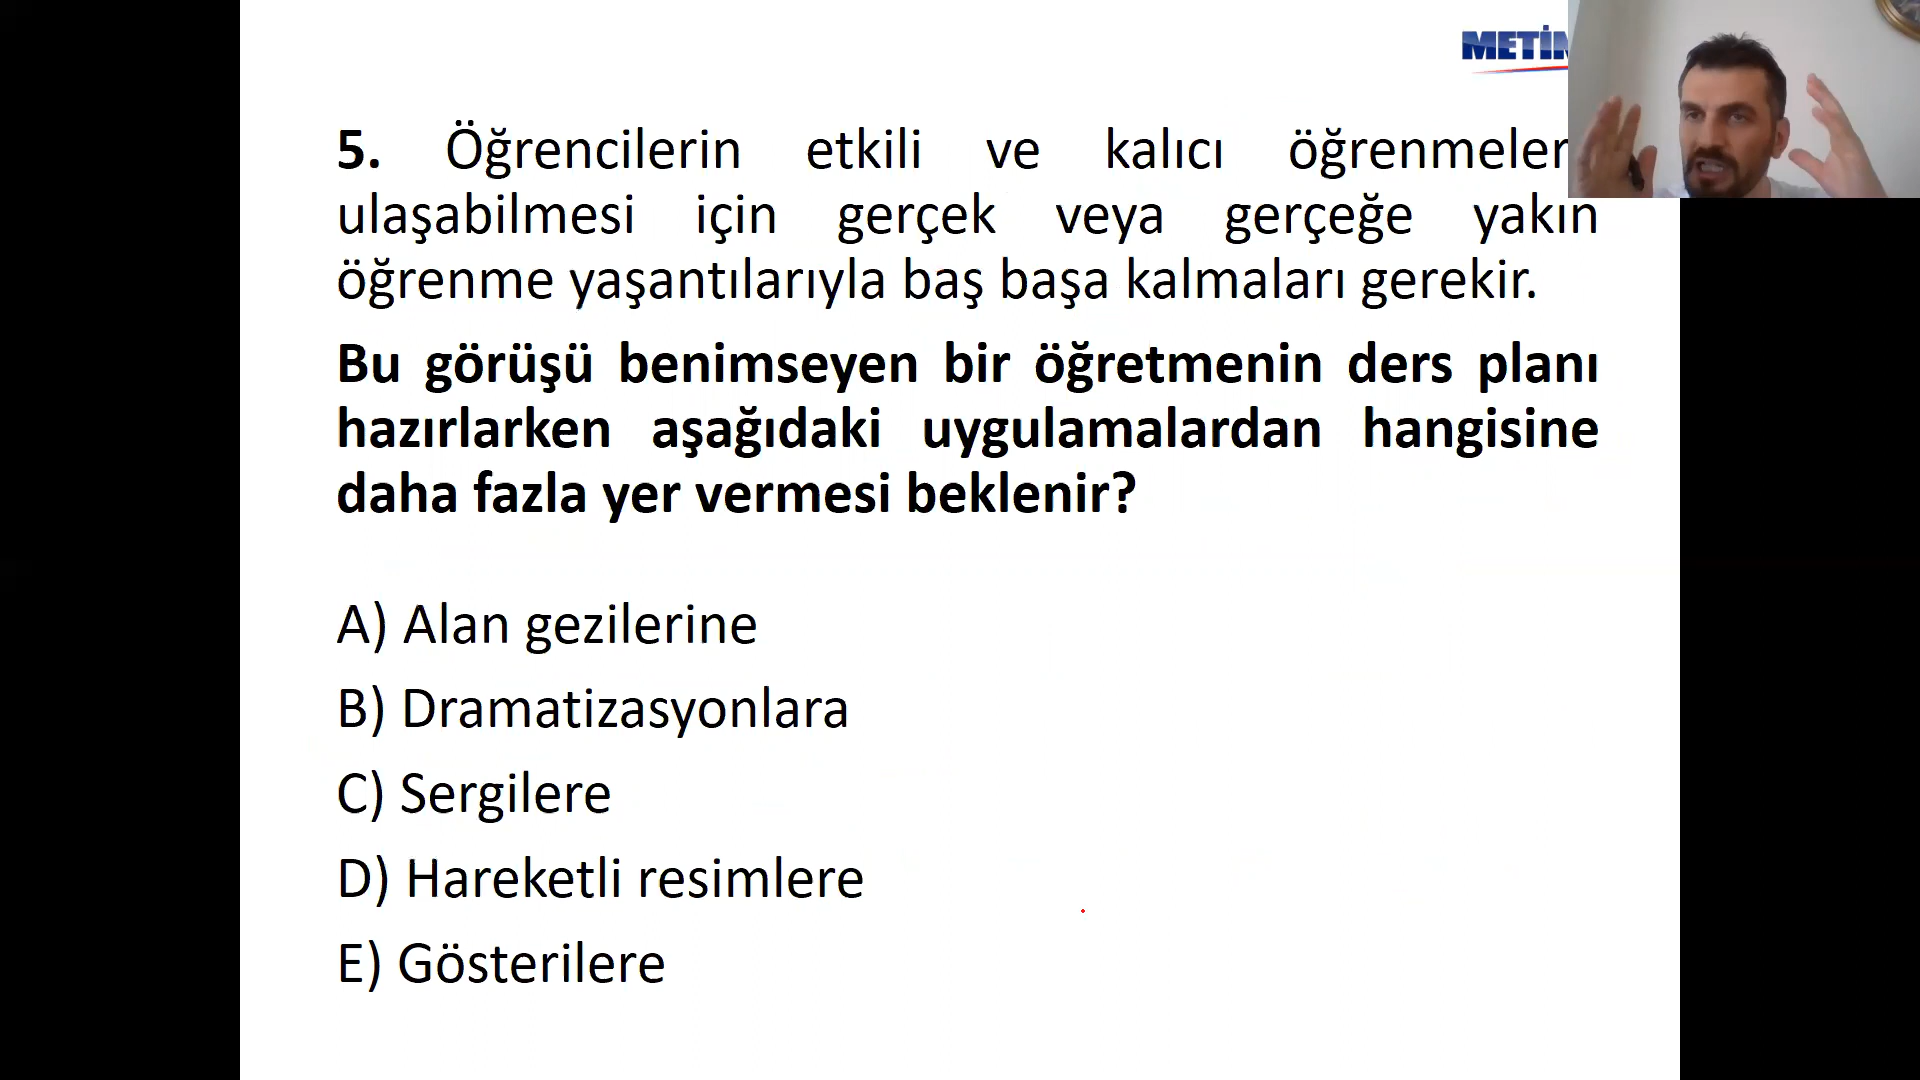 METİN
5. Öğrencilerin etkili ve kalıcı
ulaşabilmesi için gerçek veya gerçeğe yakın
öğrenme yaşantılarıyla baş başa kalmaları gerekir.
Bu görüşü benimseyen bir öğretmenin ders planı
hazırlarken aşağıdaki uygulamalardan hangisine
daha fazla yer vermesi beklenir?
A) Alan gezilerine
B) Dramatizasyonlara
C) Sergilere
D) Hareketli resimlere
E) Gösterilere